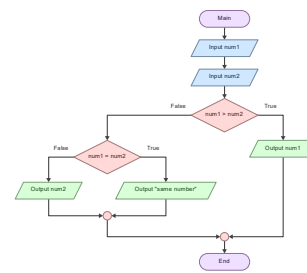 Main
Input num1
Input num2
False
num1 > num2
True
False
num1 = num2
True
Output num1
Output num2
Output "same number"
End